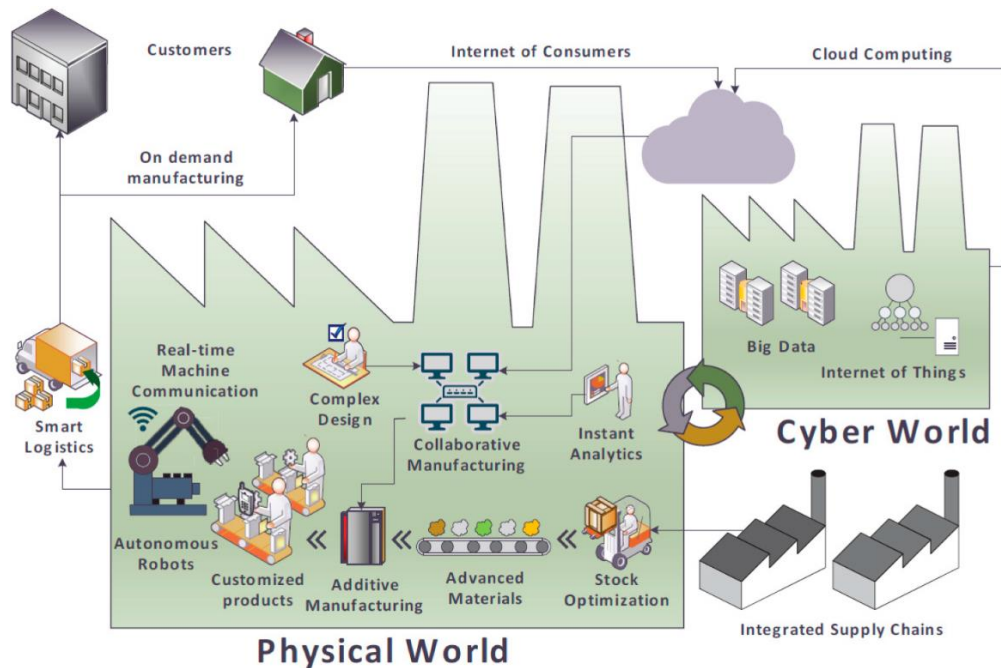 Customers
Internet of Consumers
Cloud Computing
On demand
manufacturing
Real-time
Machine
Communication
Smart
Logistics
Complex
Design
Collaborative
Manufacturing
Instant
Analytics
Big Data
Internet of Things
Cyber World
Autonomous
Robots
Customized
products
Additive
Manufacturing
Advanced
Materials
Stock
Optimization
Integrated Supply Chains
Physical World